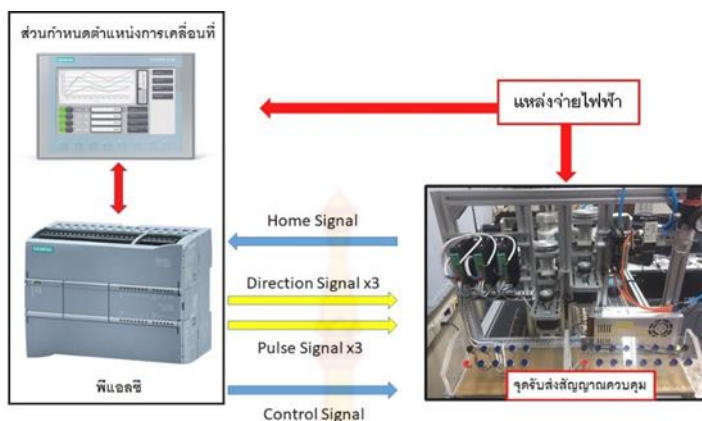 ส่วนกำหนดตำแหน่งการเคลื่อนที่
SIEMENS
แหล่งจ่ายไฟฟ้า
Home Signal
SIEMENS
Direction Signal x3
Pulse Signal x3
พีแอลซี
Control Signal
ชุดรับส่งสัญญาณควบคุม